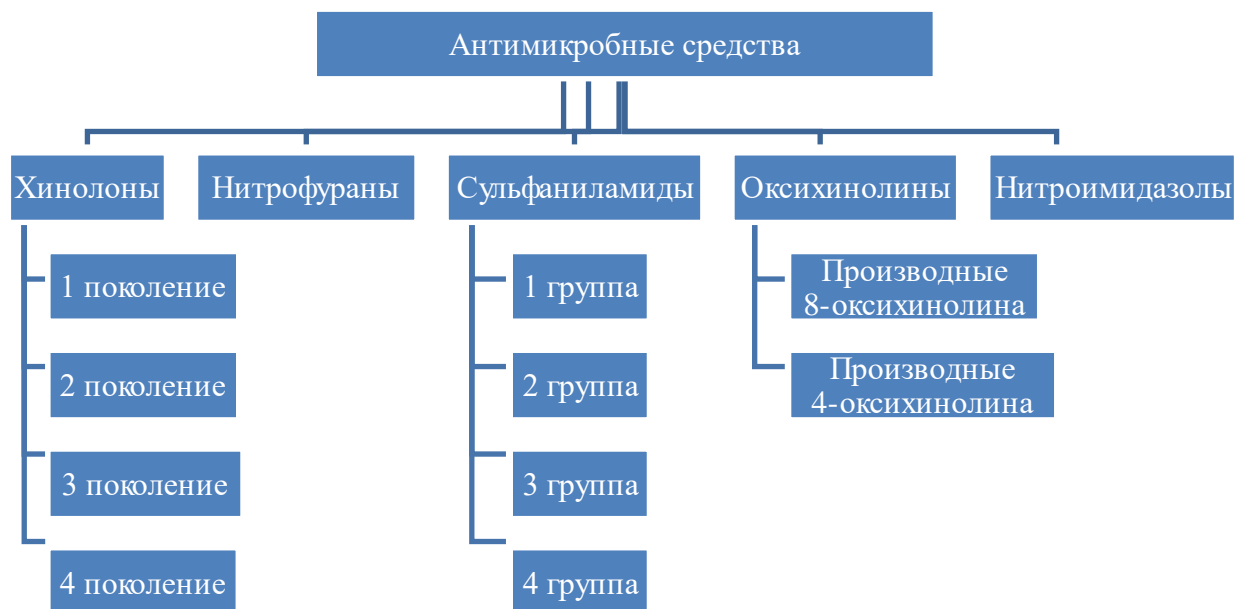 Антимикробные средства
Хинолоны
Нитрофураны
Сульфаниламиды
Оксихинолины
Нитроимидазолы
1 поколение
2 поколение
3 поколение
4 поколение
1 группа
2 группа
3 группа
4 группа
Производные
8-оксихинолина
Производные
4-оксихинолина